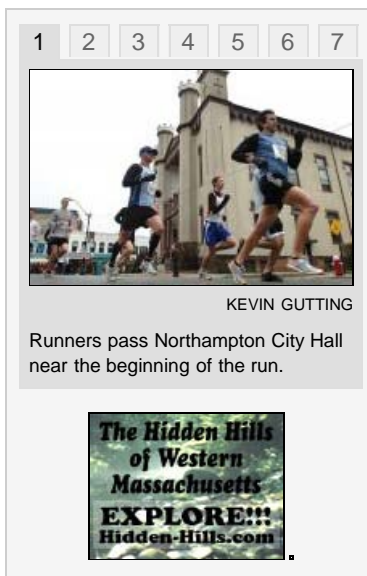 1 2 3 4 5 6 7
KEVIN GUTTING
Runners pass Northampton City Hall
near the beginning of the run.
The Hidden Hills
of Western
Massachusetts
EXPLORE!!!
Hidden-Hills.com